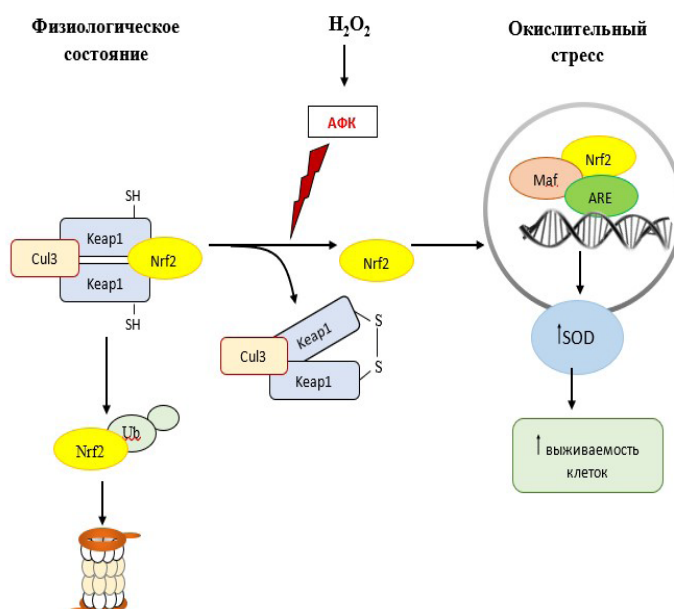 Физиологическое
состояние
H₂O₂
Окислительный
стресс
АФК
Nrf2
Maf
ARE
SH
Keap1
Cul3
Nrf2
Keap1
SH
Nrf2
Keap1
S
Cul3
S
Keap1
↑SOD
Ub
Nrf2
↑ выживаемость
клеток